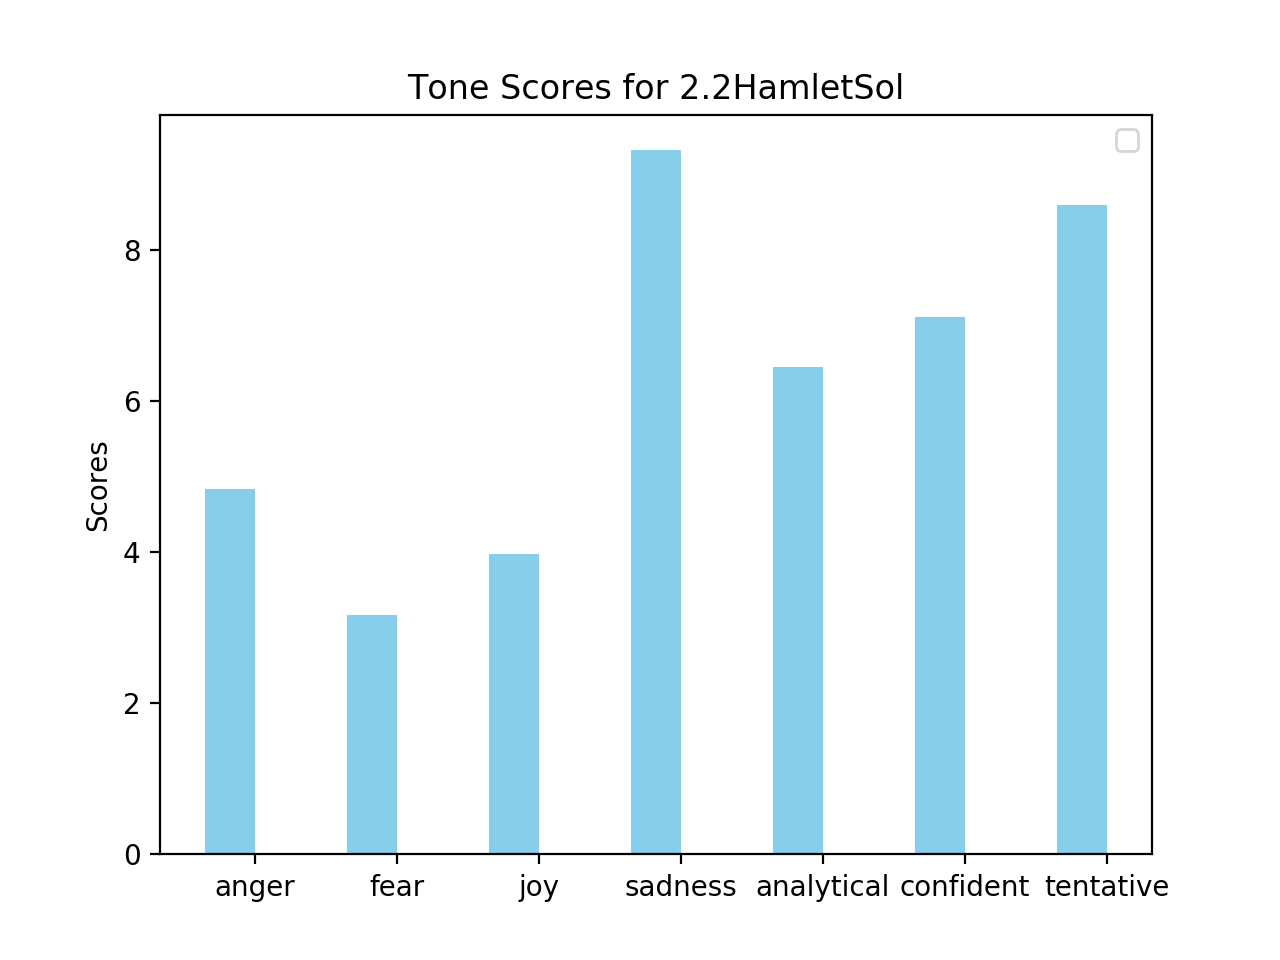 Tone Scores for 2.2HamletSol
Scores
8
6
4
2
0
anger fear joy sadness analytical confident tentative